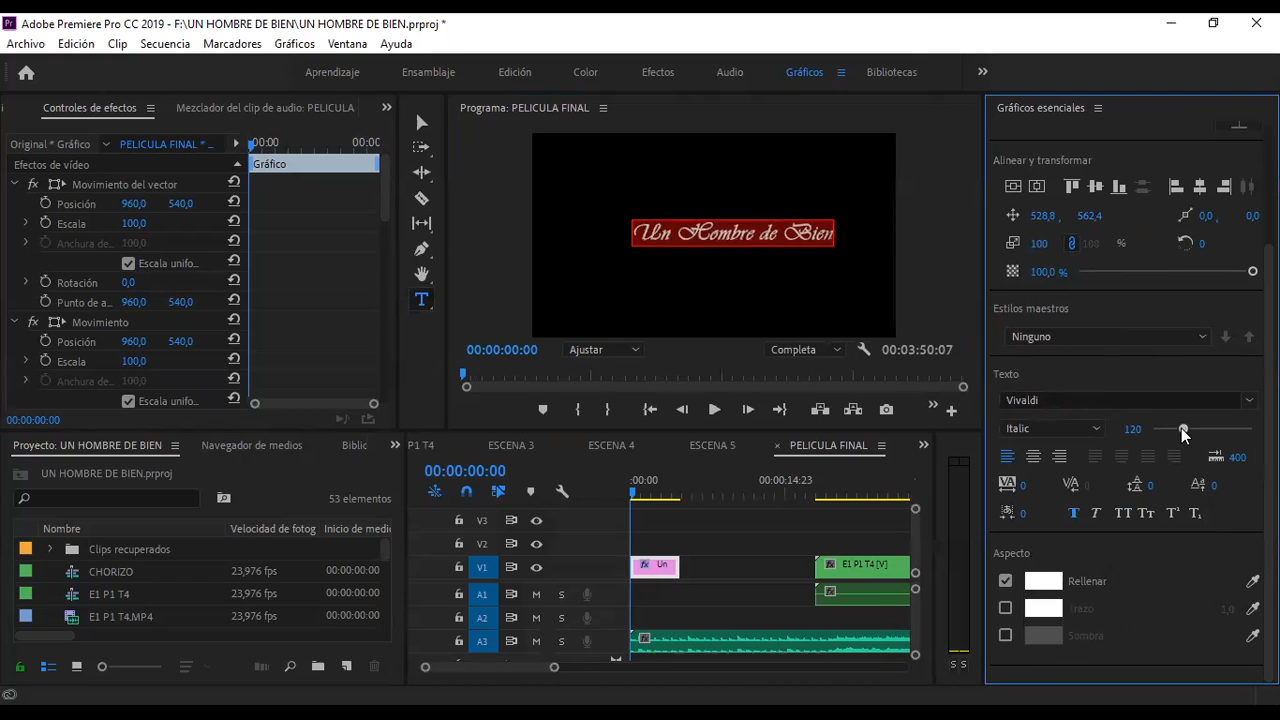 Adobe Premiere Pro CC 2019 - F:\UN HOMBRE DE BIEN\UN HOMBRE DE BIEN.prproj *
Archivo Edición Clip Secuencia Marcadores Gráficos Ventana Ayuda
Aprendizaje Ensamblaje Edición Color Efectos Audio Gráficos Bibliotecas
Controles de efectos Mezclador del clip de audio: PELICULA
Original * Gráfico PELICULA FINAL * ... 00:00 00:00
Efectos de vídeo Gráfico
fx Movimiento del vector
Posición 960,0 540,0
Escala 100,0
Anchura de... 100,0
Escala unifo...
Rotación 0,0
Punto de a... 960,0 540,0
fx Movimiento
Posición 960,0 540,0
Escala 100,0
Anchura de... 100,0
Escala unifo...
00:00:00:00
Programa: PELICULA FINAL
Un Hombre de Bien
00:00:00:00 Ajustar Completa 00:03:50:07
Gráficos esenciales
Alinear y transformar
528,8 562,4 0,0 , 0,0
100 100 % 0
100,0 %
Estilos maestros
Ninguno
Texto
Vivaldi
Italic 120
400
0 0 0 0
0
Aspecto
Rellenar
Trazo 1,0
Sombra
Proyecto: UN HOMBRE DE BIEN Navegador de medios Biblic
UN HOMBRE DE BIEN.prproj
53 elementos
Nombre Velocidad de fotog Inicio de medic
Clips recuperados
CHORIZO 23,976 fps 00:00:00:00
E1 P1 T4 23,976 fps 00:00:00:00
E1 P1 T4.MP4 23,976 fps 00:00:00:00
P1 T4 ESCENA 3 ESCENA 4 ESCENA 5 × PELICULA FINAL
00:00:00:00 :00:00 00:00:14:23
V3
V2
V1 fx Un fx E1 P1 T4 [V]
A1 M S fx
A2 M S
A3 M S fx
S S